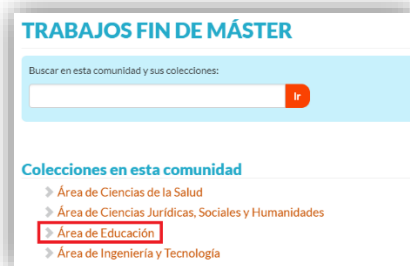 TRABAJOS FIN DE MÁSTER
Buscar en esta comunidad y sus colecciones:
Ir
Colecciones en esta comunidad
Área de Ciencias de la Salud
Área de Ciencias Jurídicas, Sociales y Humanidades
Área de Educación
Área de Ingeniería y Tecnología